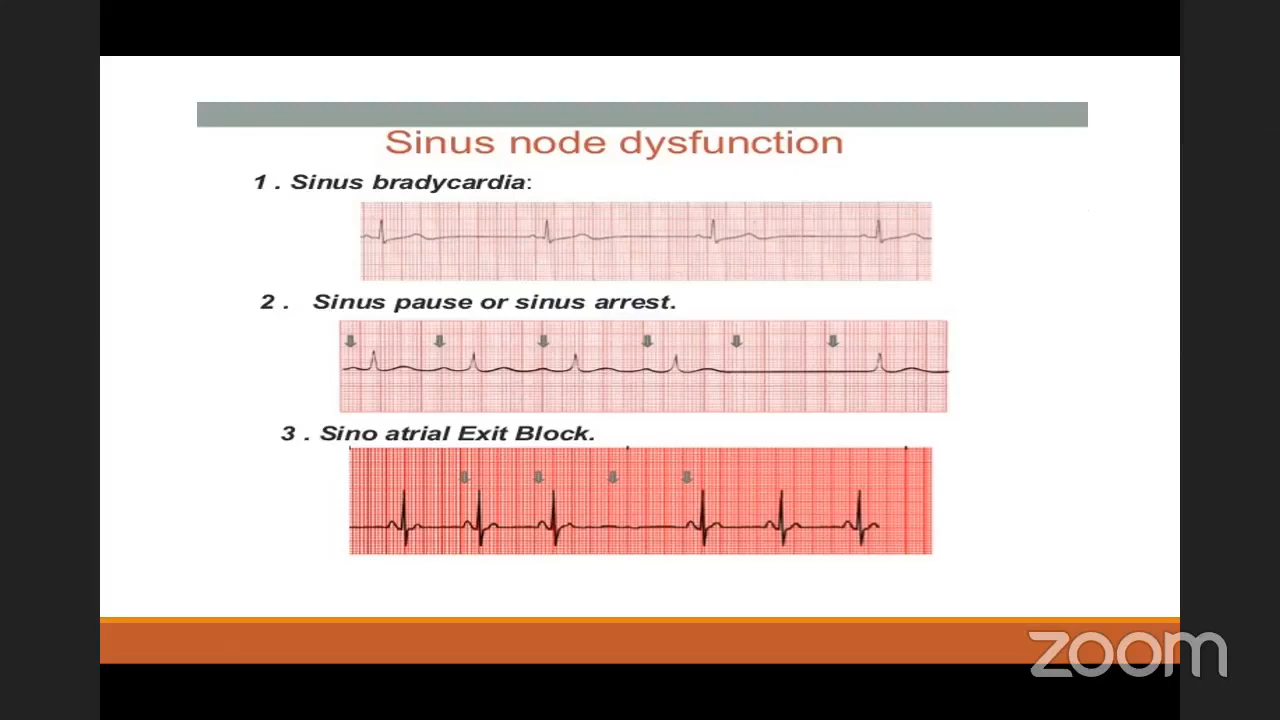 Sinus node dysfunction
1 . Sinus bradycardia:
2 . Sinus pause or sinus arrest.
3 . Sino atrial Exit Block.
zoom